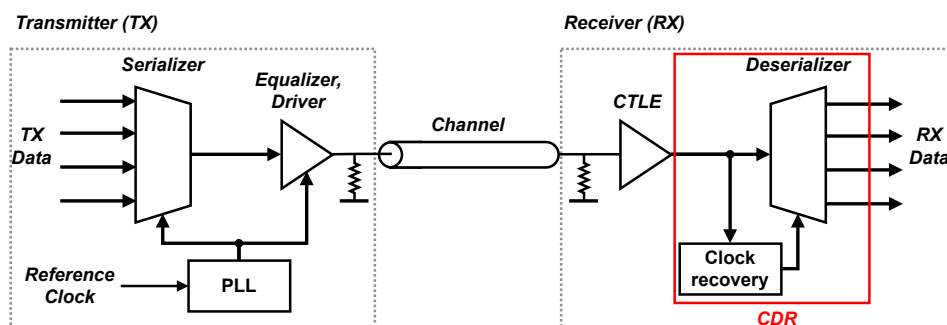 Transmitter (TX)
Receiver (RX)
Serializer
Equalizer,
Driver
TX
Data
Channel
CTLE
Deserializer
RX
Data
Reference
Clock
PLL
Clock
recovery
CDR